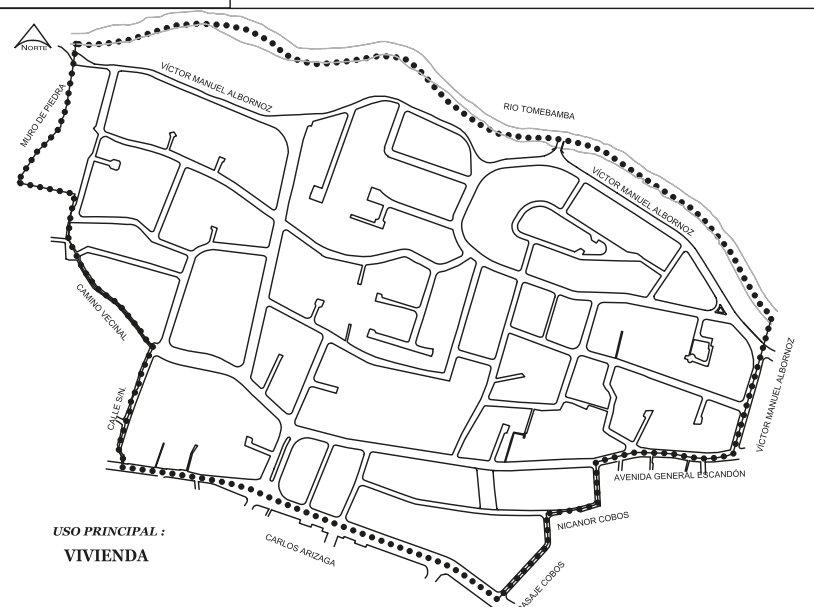 NORTE
VÍCTOR MANUEL ALBORNOZ
RIO TOMEBAMBA
MURO DE PIEDRA
VÍCTOR MANUEL ALBORNOZ
CAMINO VECINAL
VÍCTOR MANUEL ALBORNOZ
CALLE S/N.
AVENIDA GENERAL ESCANDÓN
NICANOR COBOS
USO PRINCIPAL :
VIVIENDA
CARLOS ARIZAGA
PASAJE COBOS